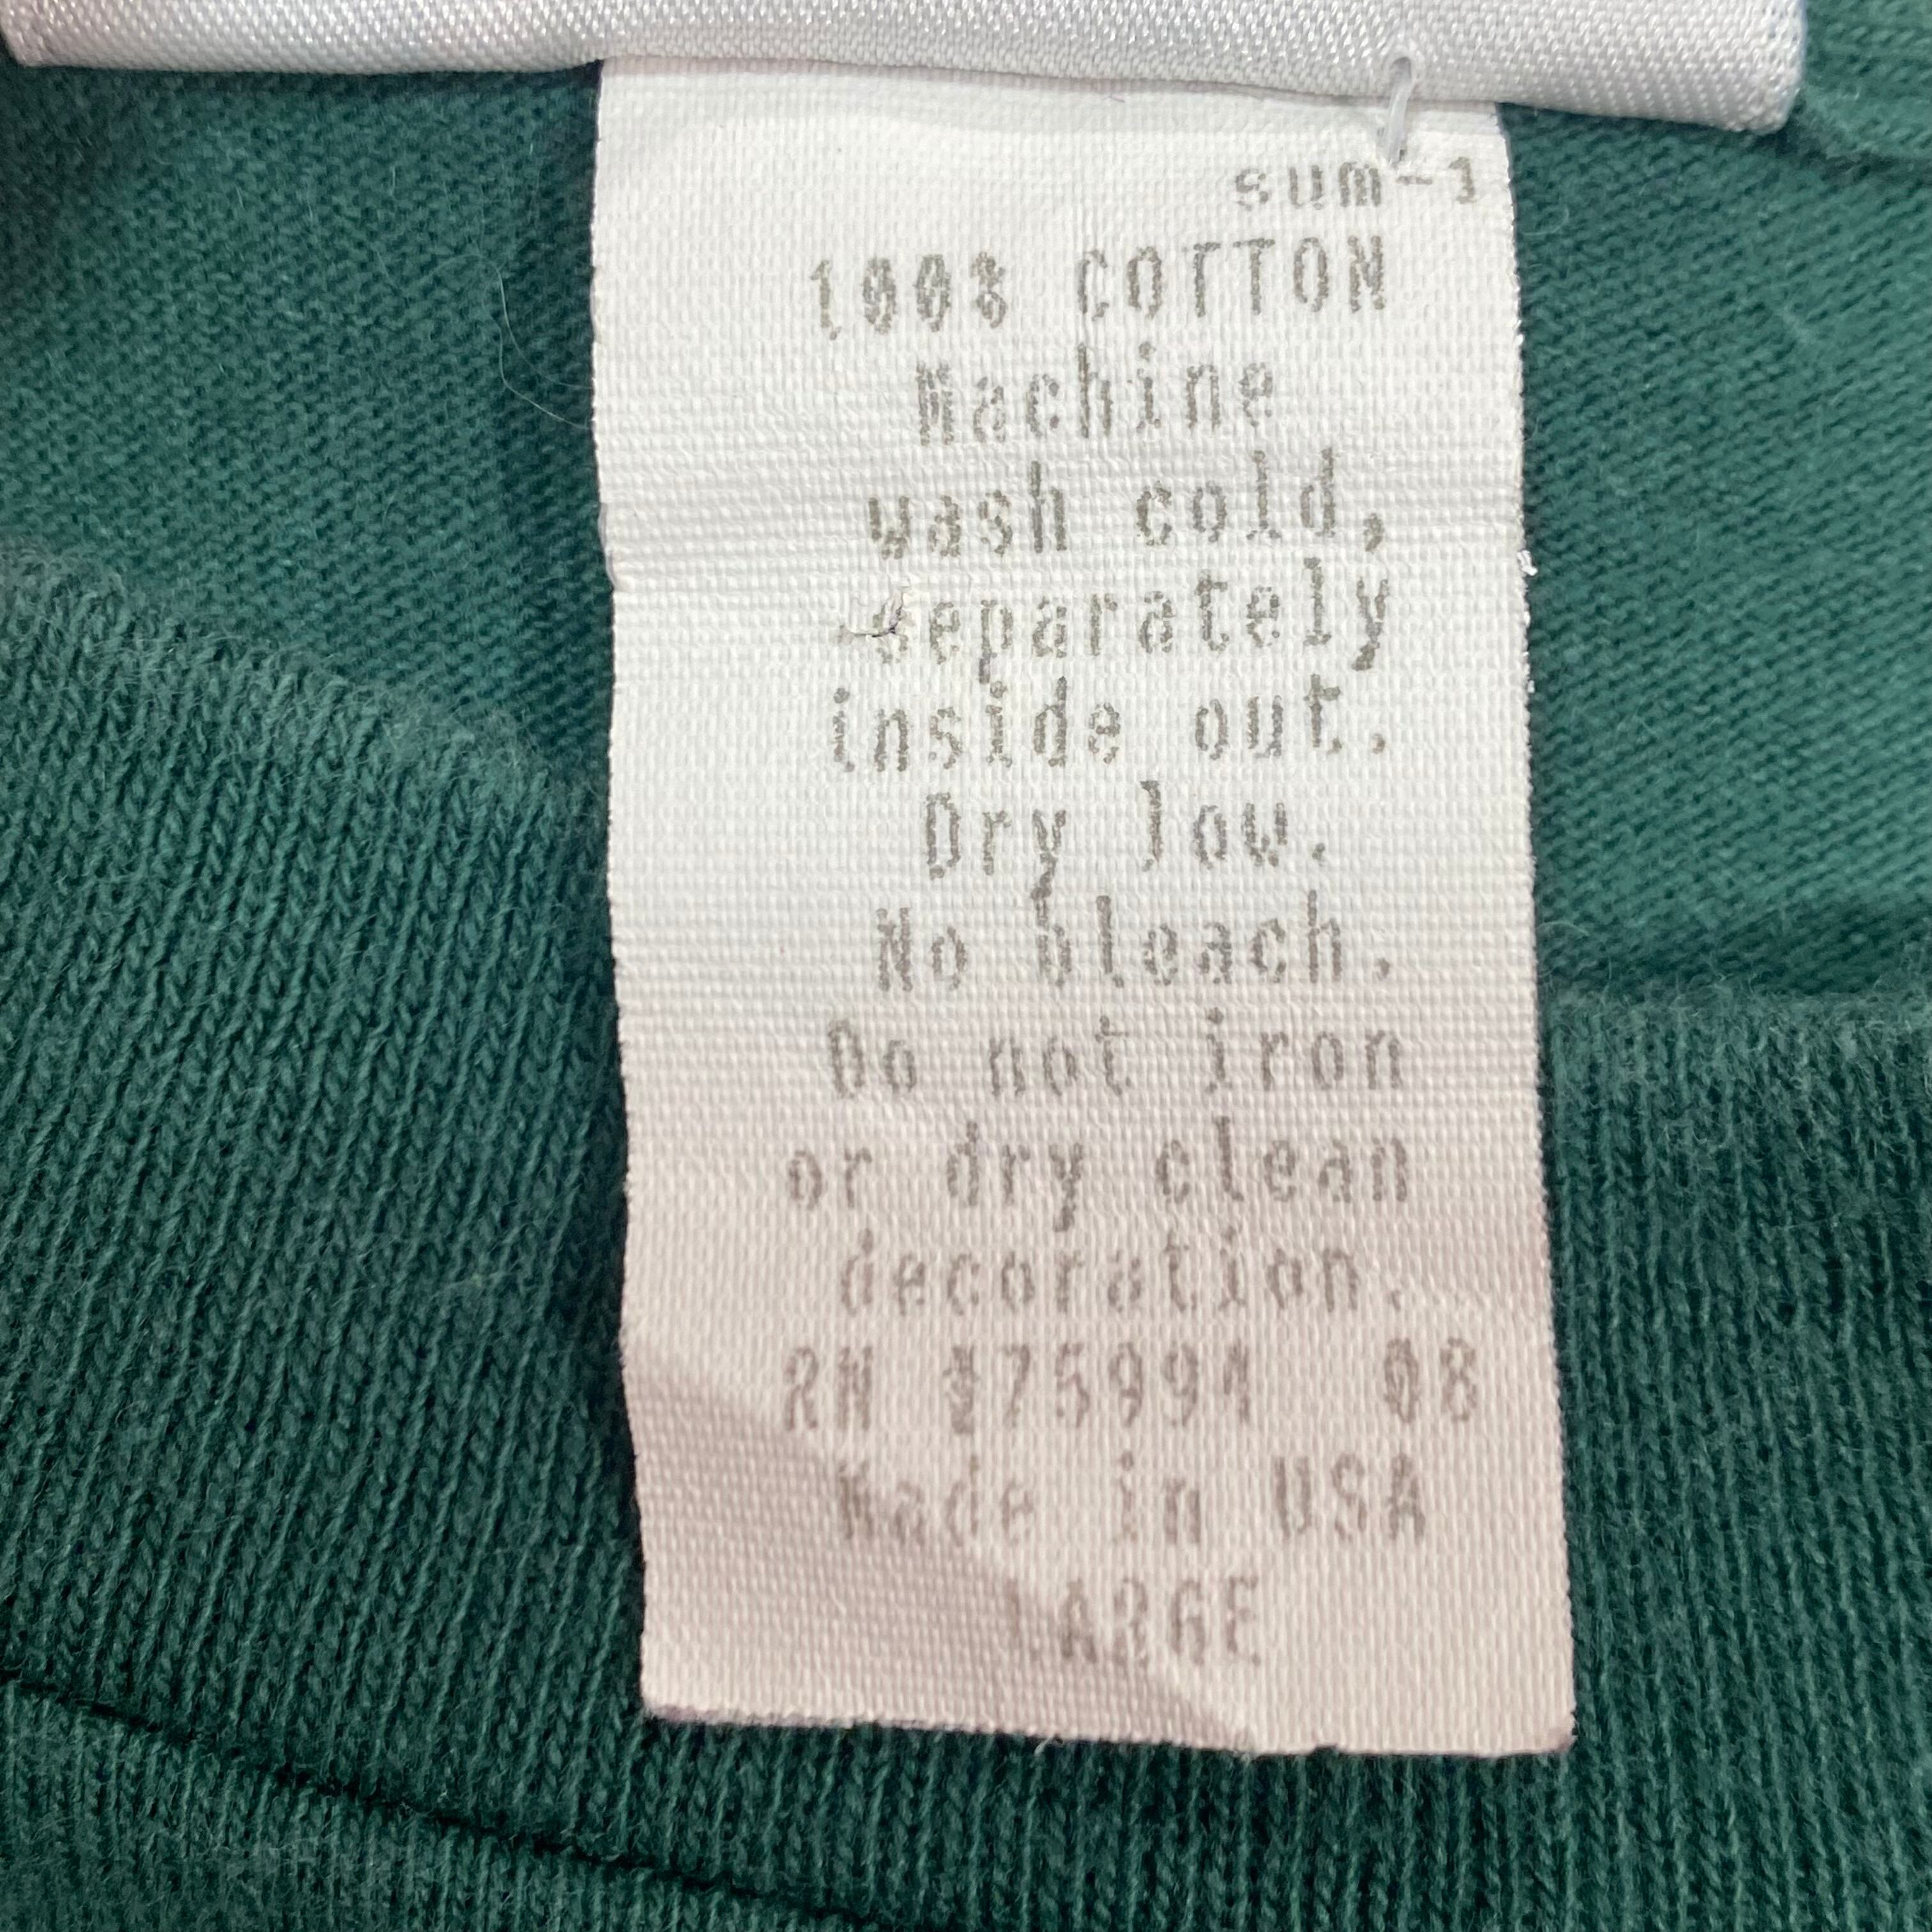 sum-1
100% COTTON
Machine
wash cold,
separately
inside out.
Dry low.
No bleach.
Do not iron
or dry clean
decoration.
RN #75994 08
Made in USA
LARGE